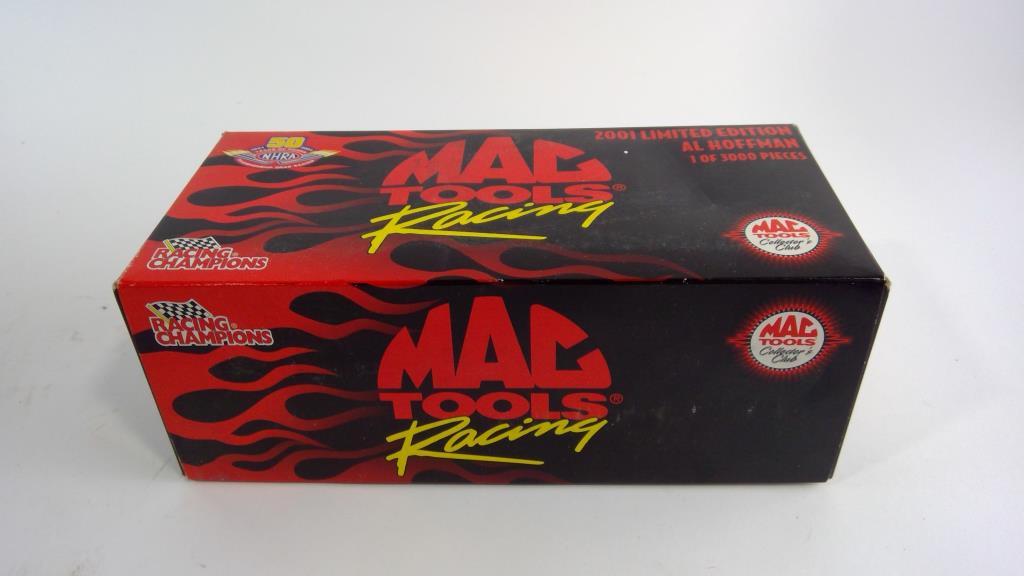 50
NHRA
MAC
TOOLS®
Racing
2001 LIMITED EDITION
AL HOFFMAN
1 OF 3000 PIECES
RACING
CHAMPIONS
MAC
TOOLS
Collector's
Club
RACING
CHAMPIONS
MAC
TOOLS®
Racing
MAC
TOOLS
Collector's
Club